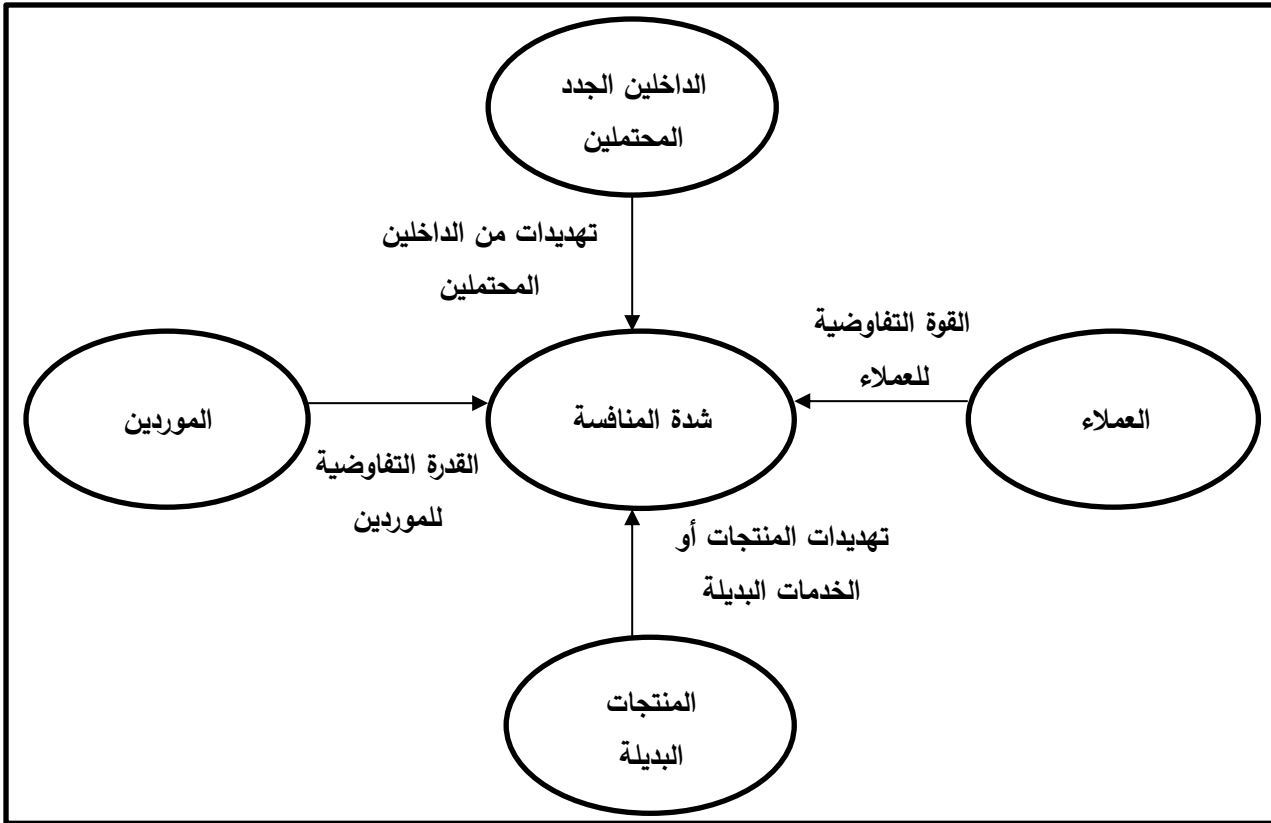 الداخلين الجدد
المحتملين
تهديدات من الداخلين
المحتملين
القوة التفاوضية
للعملاء
العملاء
شدة المنافسة
الموردين
القدرة التفاوضية
للموردين
تهديدات المنتجات أو
الخدمات البديلة
المنتجات
البديلة